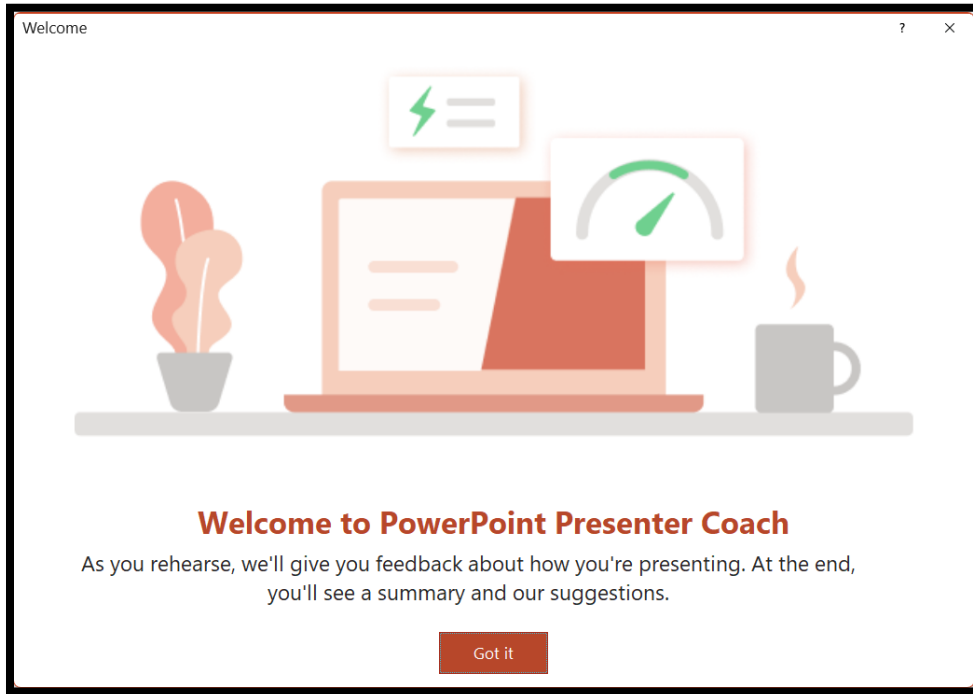 Welcome
?
Welcome to PowerPoint Presenter Coach
As you rehearse, we'll give you feedback about how you're presenting. At the end,
you'll see a summary and our suggestions.
Got it